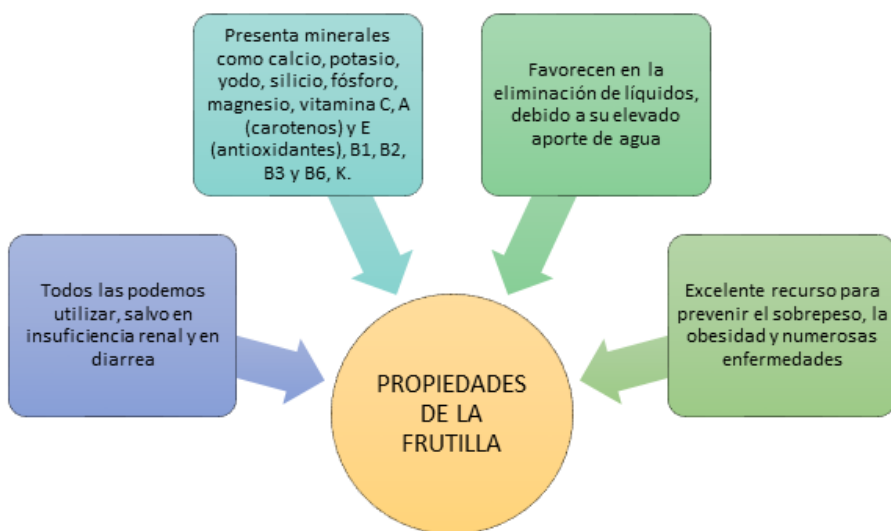 Presenta minerales
como calcio, potasio,
yodo, silicio, fósforo,
magnesio, vitamina C, A
(carotenos) y E
(antioxidantes), B1, B2,
B3 y B6, K.
Favorecen en la
eliminación de líquidos,
debido a su elevado
aporte de agua
Todos las podemos
utilizar, salvo en
insuficiencia renal y en
diarrea
Excelente recurso para
prevenir el sobrepeso, la
obesidad y numerosas
enfermedades
PROPIEDADES
DE LA
FRUTILLA